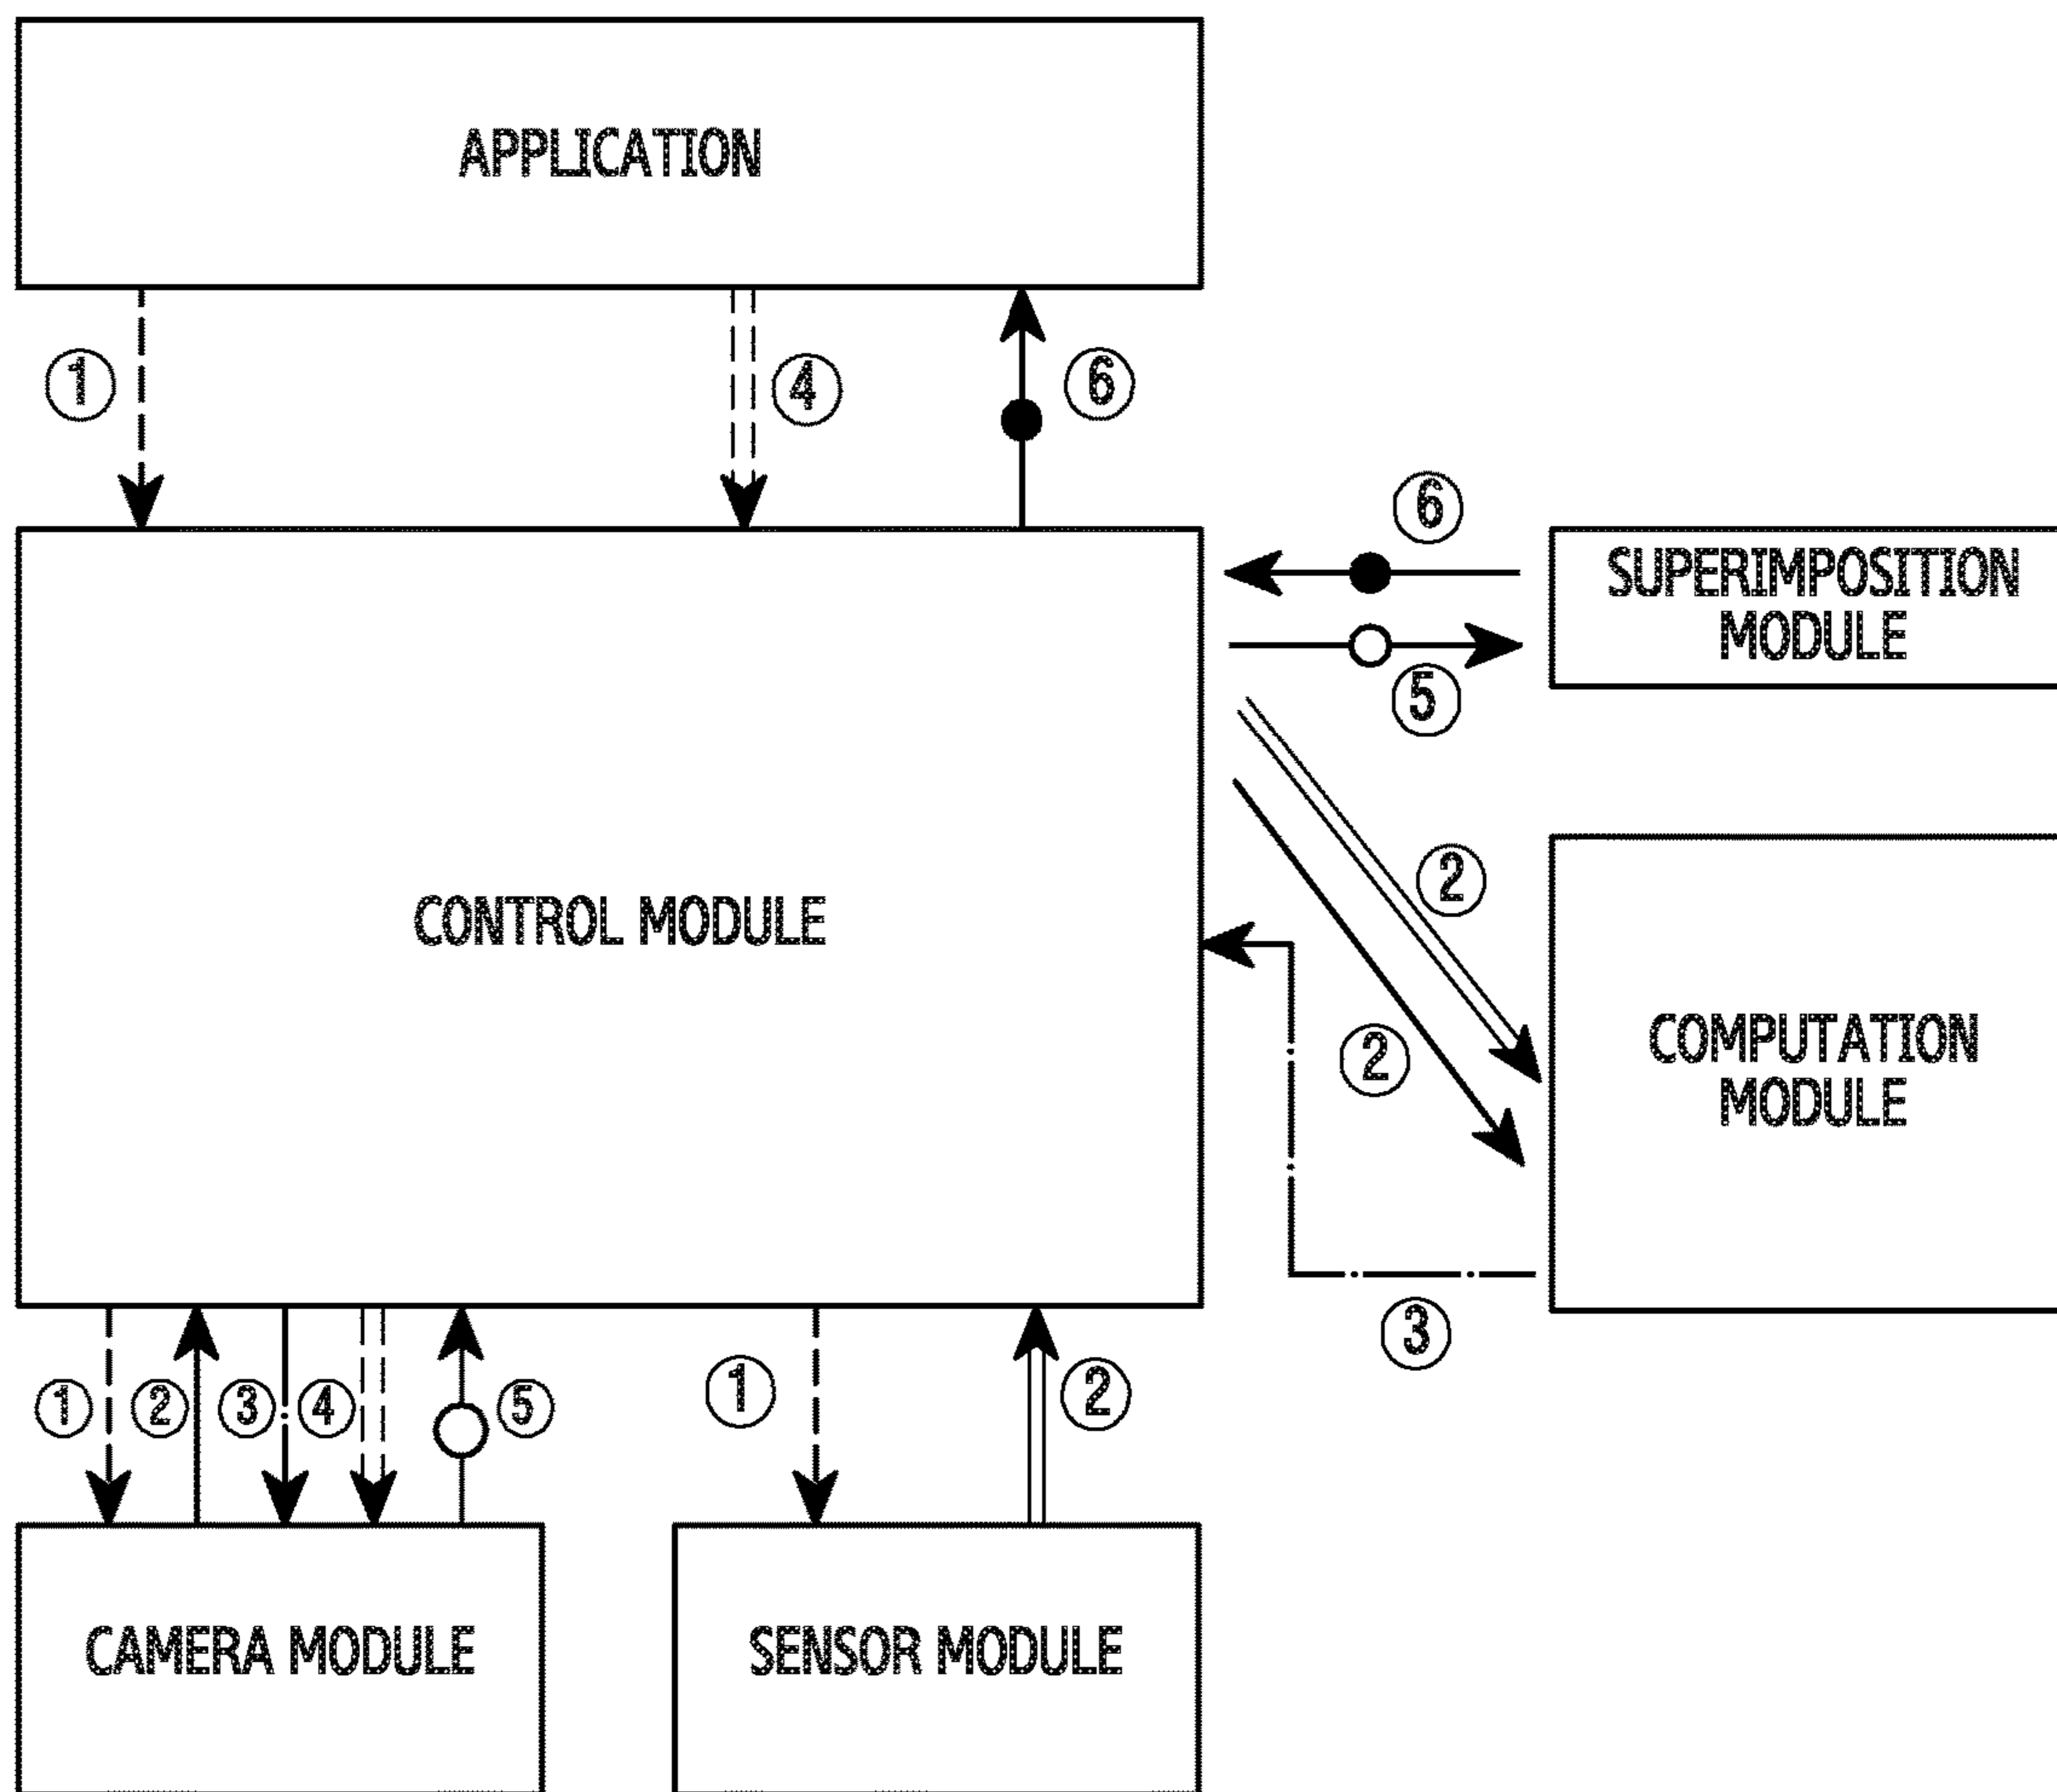 APPLICATION
① ④ ⑥
⑥
SUPERIMPOSITION
MODULE
⑤
CONTROL MODULE
②
②
COMPUTATION
MODULE
③
① ② ③ ④ ⑤ ① ②
CAMERA MODULE
SENSOR MODULE